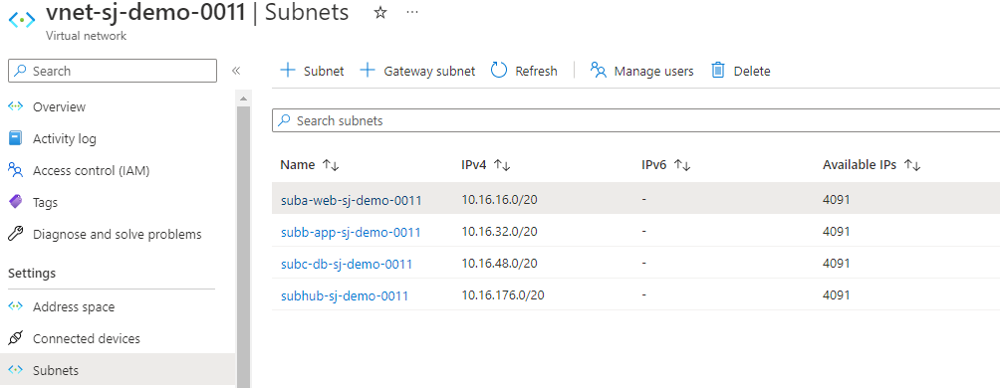 vnet-sj-demo-0011 | Subnets
Virtual network
Search
Subnet Gateway subnet Refresh Manage users Delete
Overview
Activity log
Access control (IAM)
Tags
Diagnose and solve problems
Settings
Address space
Connected devices
Subnets
Search subnets
Name IPv4 IPv6 Available IPs
suba-web-sj-demo-0011 10.16.16.0/20 - 4091
subb-app-sj-demo-0011 10.16.32.0/20 - 4091
subc-db-sj-demo-0011 10.16.48.0/20 - 4091
subhub-sj-demo-0011 10.16.176.0/20 - 4091